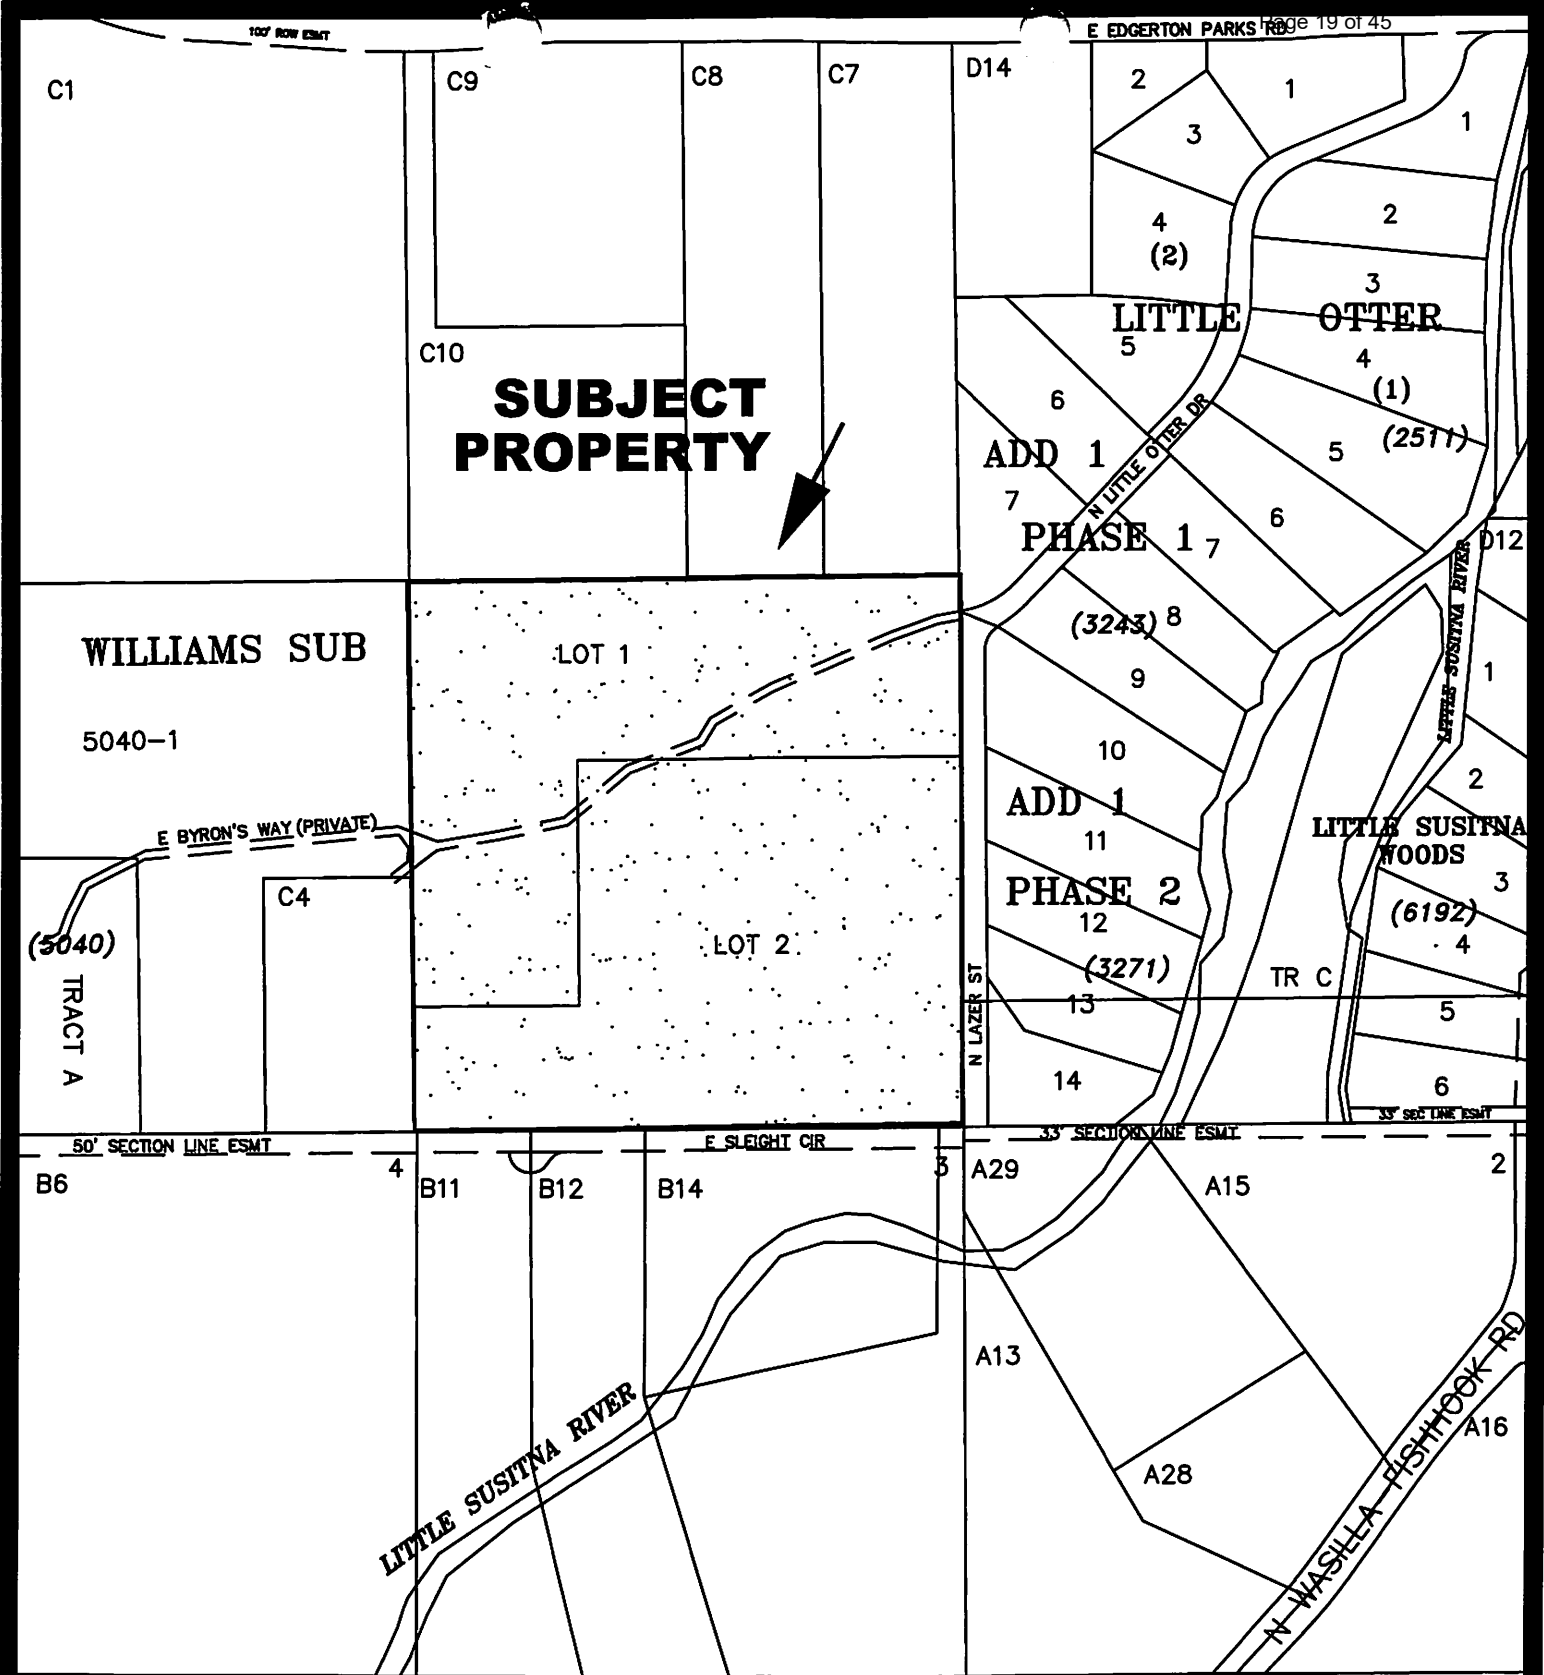 Page 19 of 45
100' ROW ESMT
E EDGERTON PARKS RD
C1
C9
C8
C7
D14
2
1
3
1
4
(2)
2
3
C10
LITTLE OTTER
5
4
(1)
SUBJECT
PROPERTY
6
ADD 1
N LITTLE OTTER DR
5
(2511)
7
6
PHASE 1
7
D12
LITTLE SUSITNA RIVER
WILLIAMS SUB
LOT 1
(3243)
8
9
1
5040-1
10
2
ADD 1
E BYRON'S WAY (PRIVATE)
11
LITTLE SUSITNA
WOODS
C4
PHASE 2
3
12
(6192)
(5040)
LOT 2
4
(3271)
TR C
TRACT A
N LAZER ST
13
5
14
6
33' SEC LINE ESMT
50' SECTION LINE ESMT
E SLEIGHT CIR
33' SECTION LINE ESMT
B6
4
B11
B12
B14
3
A29
A15
2
A13
LITTLE SUSITNA RIVER
A28
N WASILLA FISHHOOK RD
A16